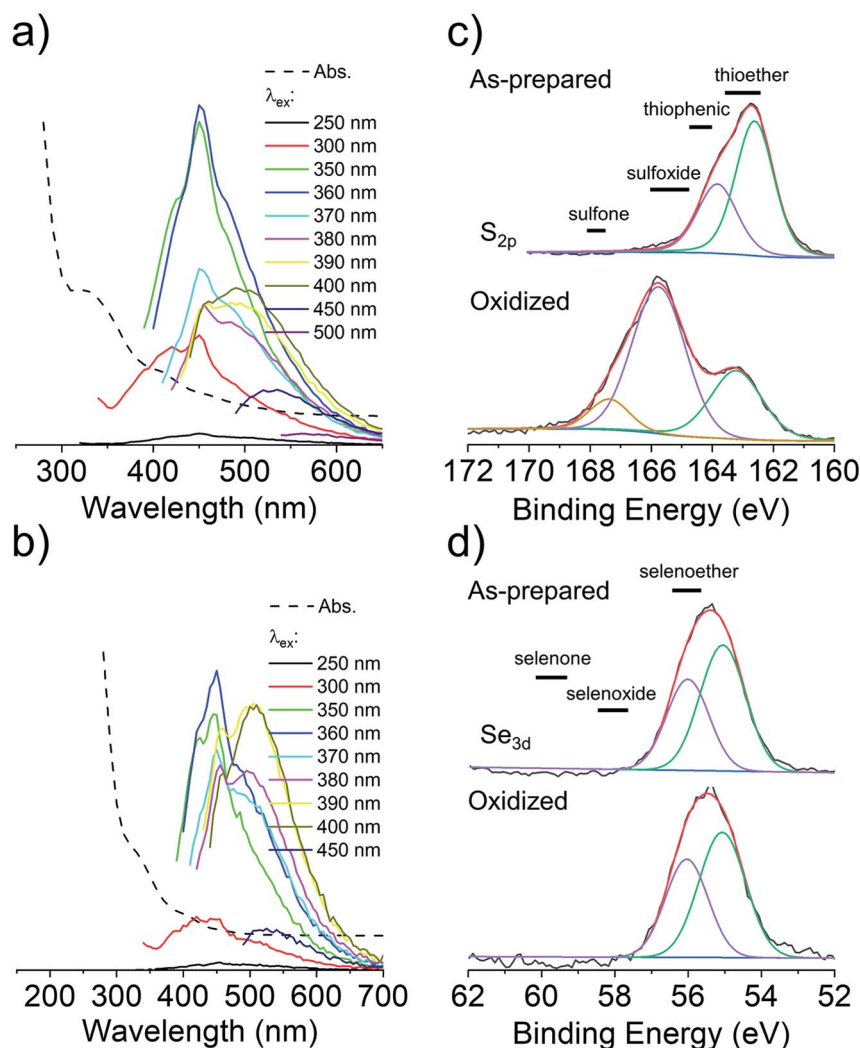 a)
Abs.
λex:
250 nm
300 nm
350 nm
360 nm
370 nm
380 nm
390 nm
400 nm
450 nm
500 nm
300 400 500 600
Wavelength (nm)
b)
Abs.
λex:
250 nm
300 nm
350 nm
360 nm
370 nm
380 nm
390 nm
400 nm
450 nm
200 300 400 500 600 700
Wavelength (nm)
c)
As-prepared
thioether
thiophenic
sulfoxide
sulfone
S2p
Oxidized
172 170 168 166 164 162 160
Binding Energy (eV)
d)
As-prepared
selenoether
selenone
selenoxide
Se3d
Oxidized
62 60 58 56 54 52
Binding Energy (eV)